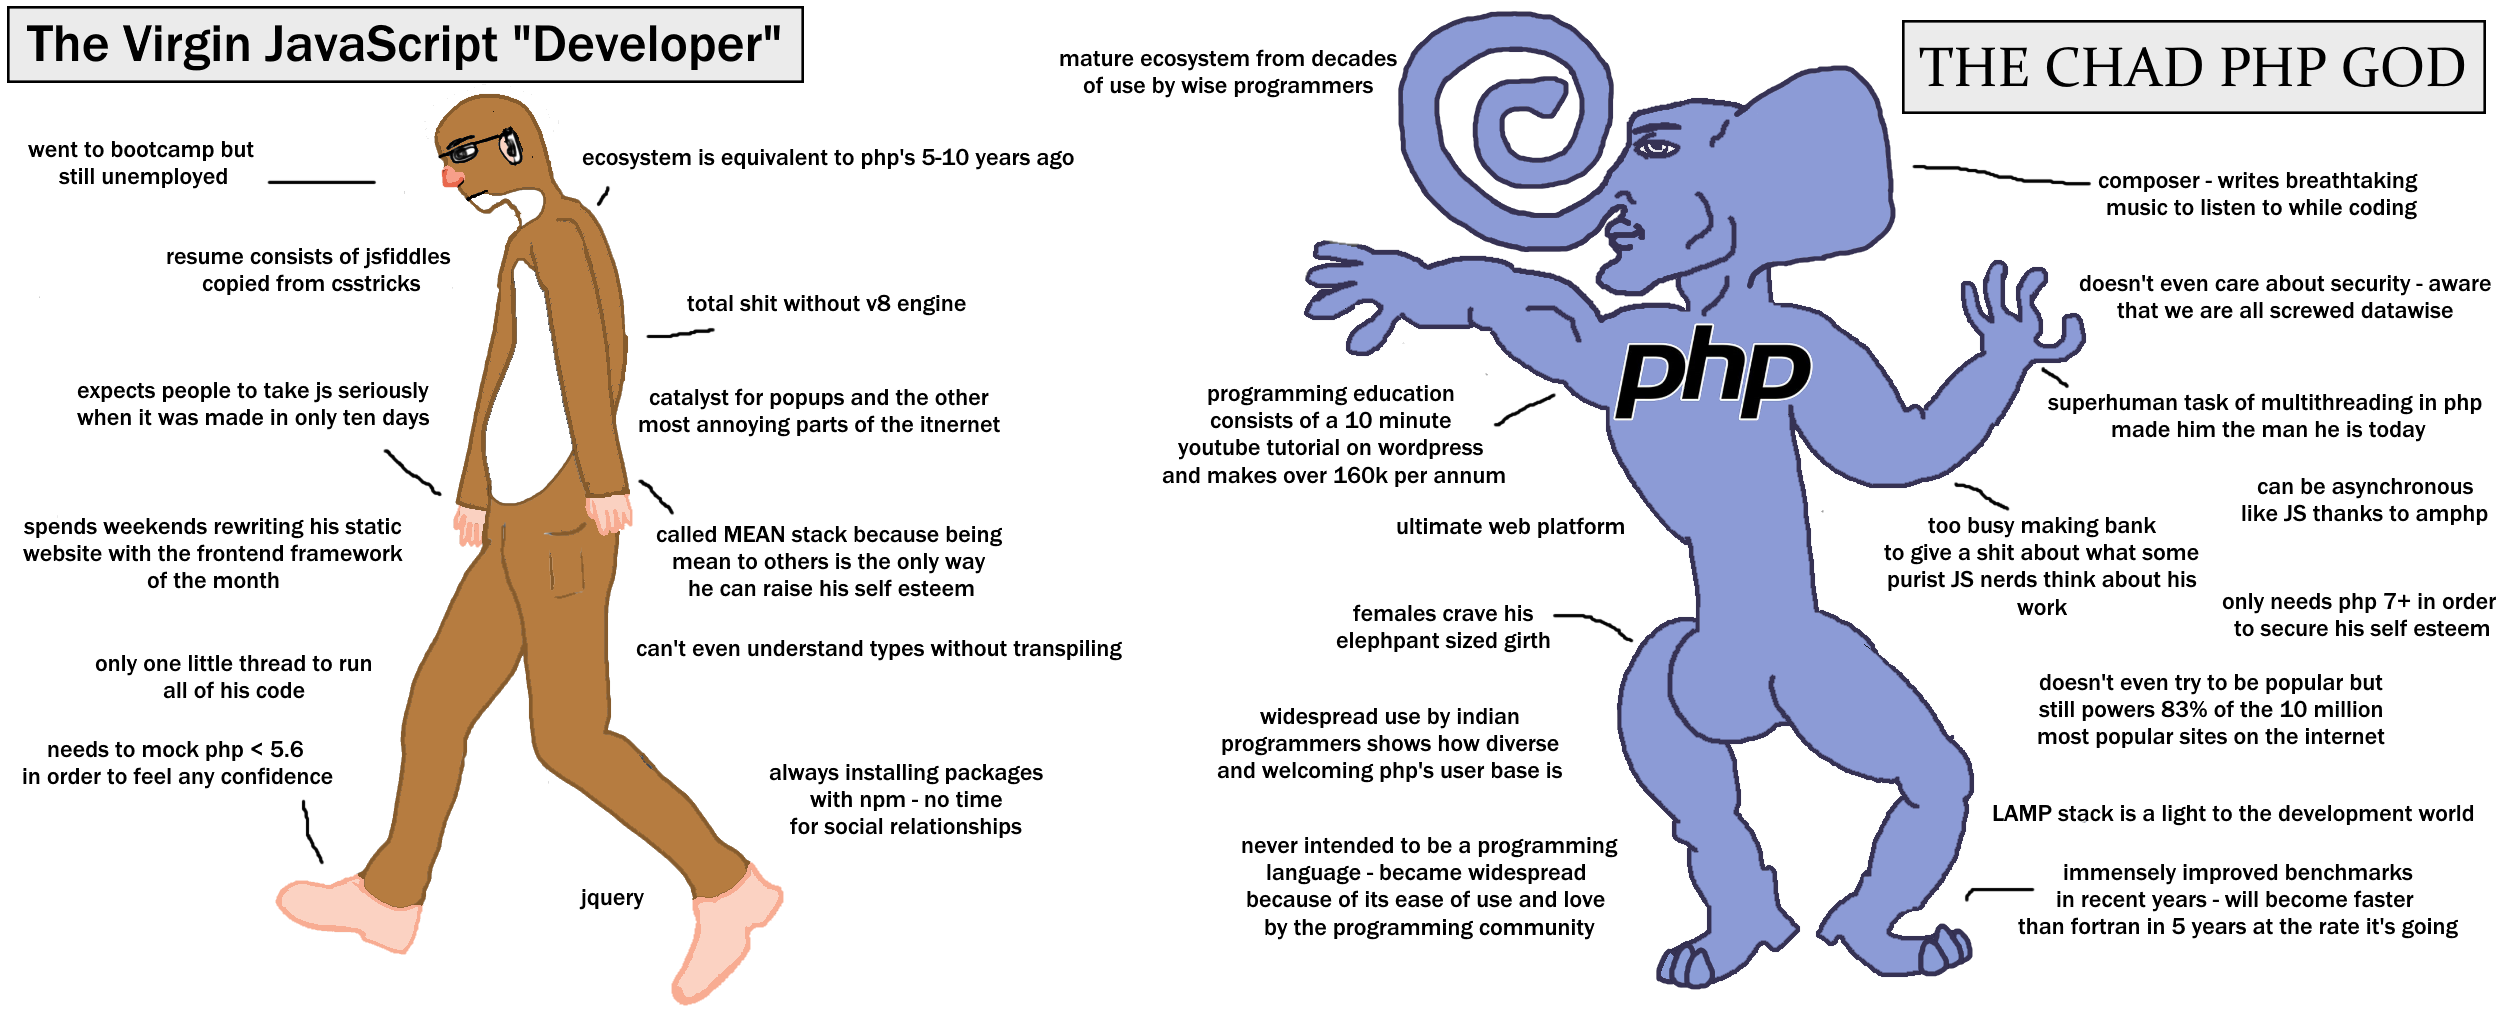 The Virgin JavaScript "Developer"
went to bootcamp but
still unemployed
ecosystem is equivalent to php's 5-10 years ago
resume consists of jsfiddles
copied from csstricks
total shit without v8 engine
expects people to take js seriously
when it was made in only ten days
catalyst for popups and the other
most annoying parts of the itnernet
spends weekends rewriting his static
website with the frontend framework
of the month
called MEAN stack because being
mean to others is the only way
he can raise his self esteem
can't even understand types without transpiling
only one little thread to run
all of his code
needs to mock php < 5.6
in order to feel any confidence
always installing packages
with npm - no time
for social relationships
jquery
THE CHAD PHP GOD
mature ecosystem from decades
of use by wise programmers
composer - writes breathtaking
music to listen to while coding
doesn't even care about security - aware
that we are all screwed datawise
php
programming education
consists of a 10 minute
youtube tutorial on wordpress
and makes over 160k per annum
superhuman task of multithreading in php
made him the man he is today
can be asynchronous
like JS thanks to amphp
ultimate web platform
too busy making bank
to give a shit about what some
purist JS nerds think about his
work
females crave his
elephpant sized girth
only needs php 7+ in order
to secure his self esteem
doesn't even try to be popular but
still powers 83% of the 10 million
most popular sites on the internet
widespread use by indian
programmers shows how diverse
and welcoming php's user base is
LAMP stack is a light to the development world
never intended to be a programming
language - became widespread
because of its ease of use and love
by the programming community
immensely improved benchmarks
in recent years - will become faster
than fortran in 5 years at the rate it's going